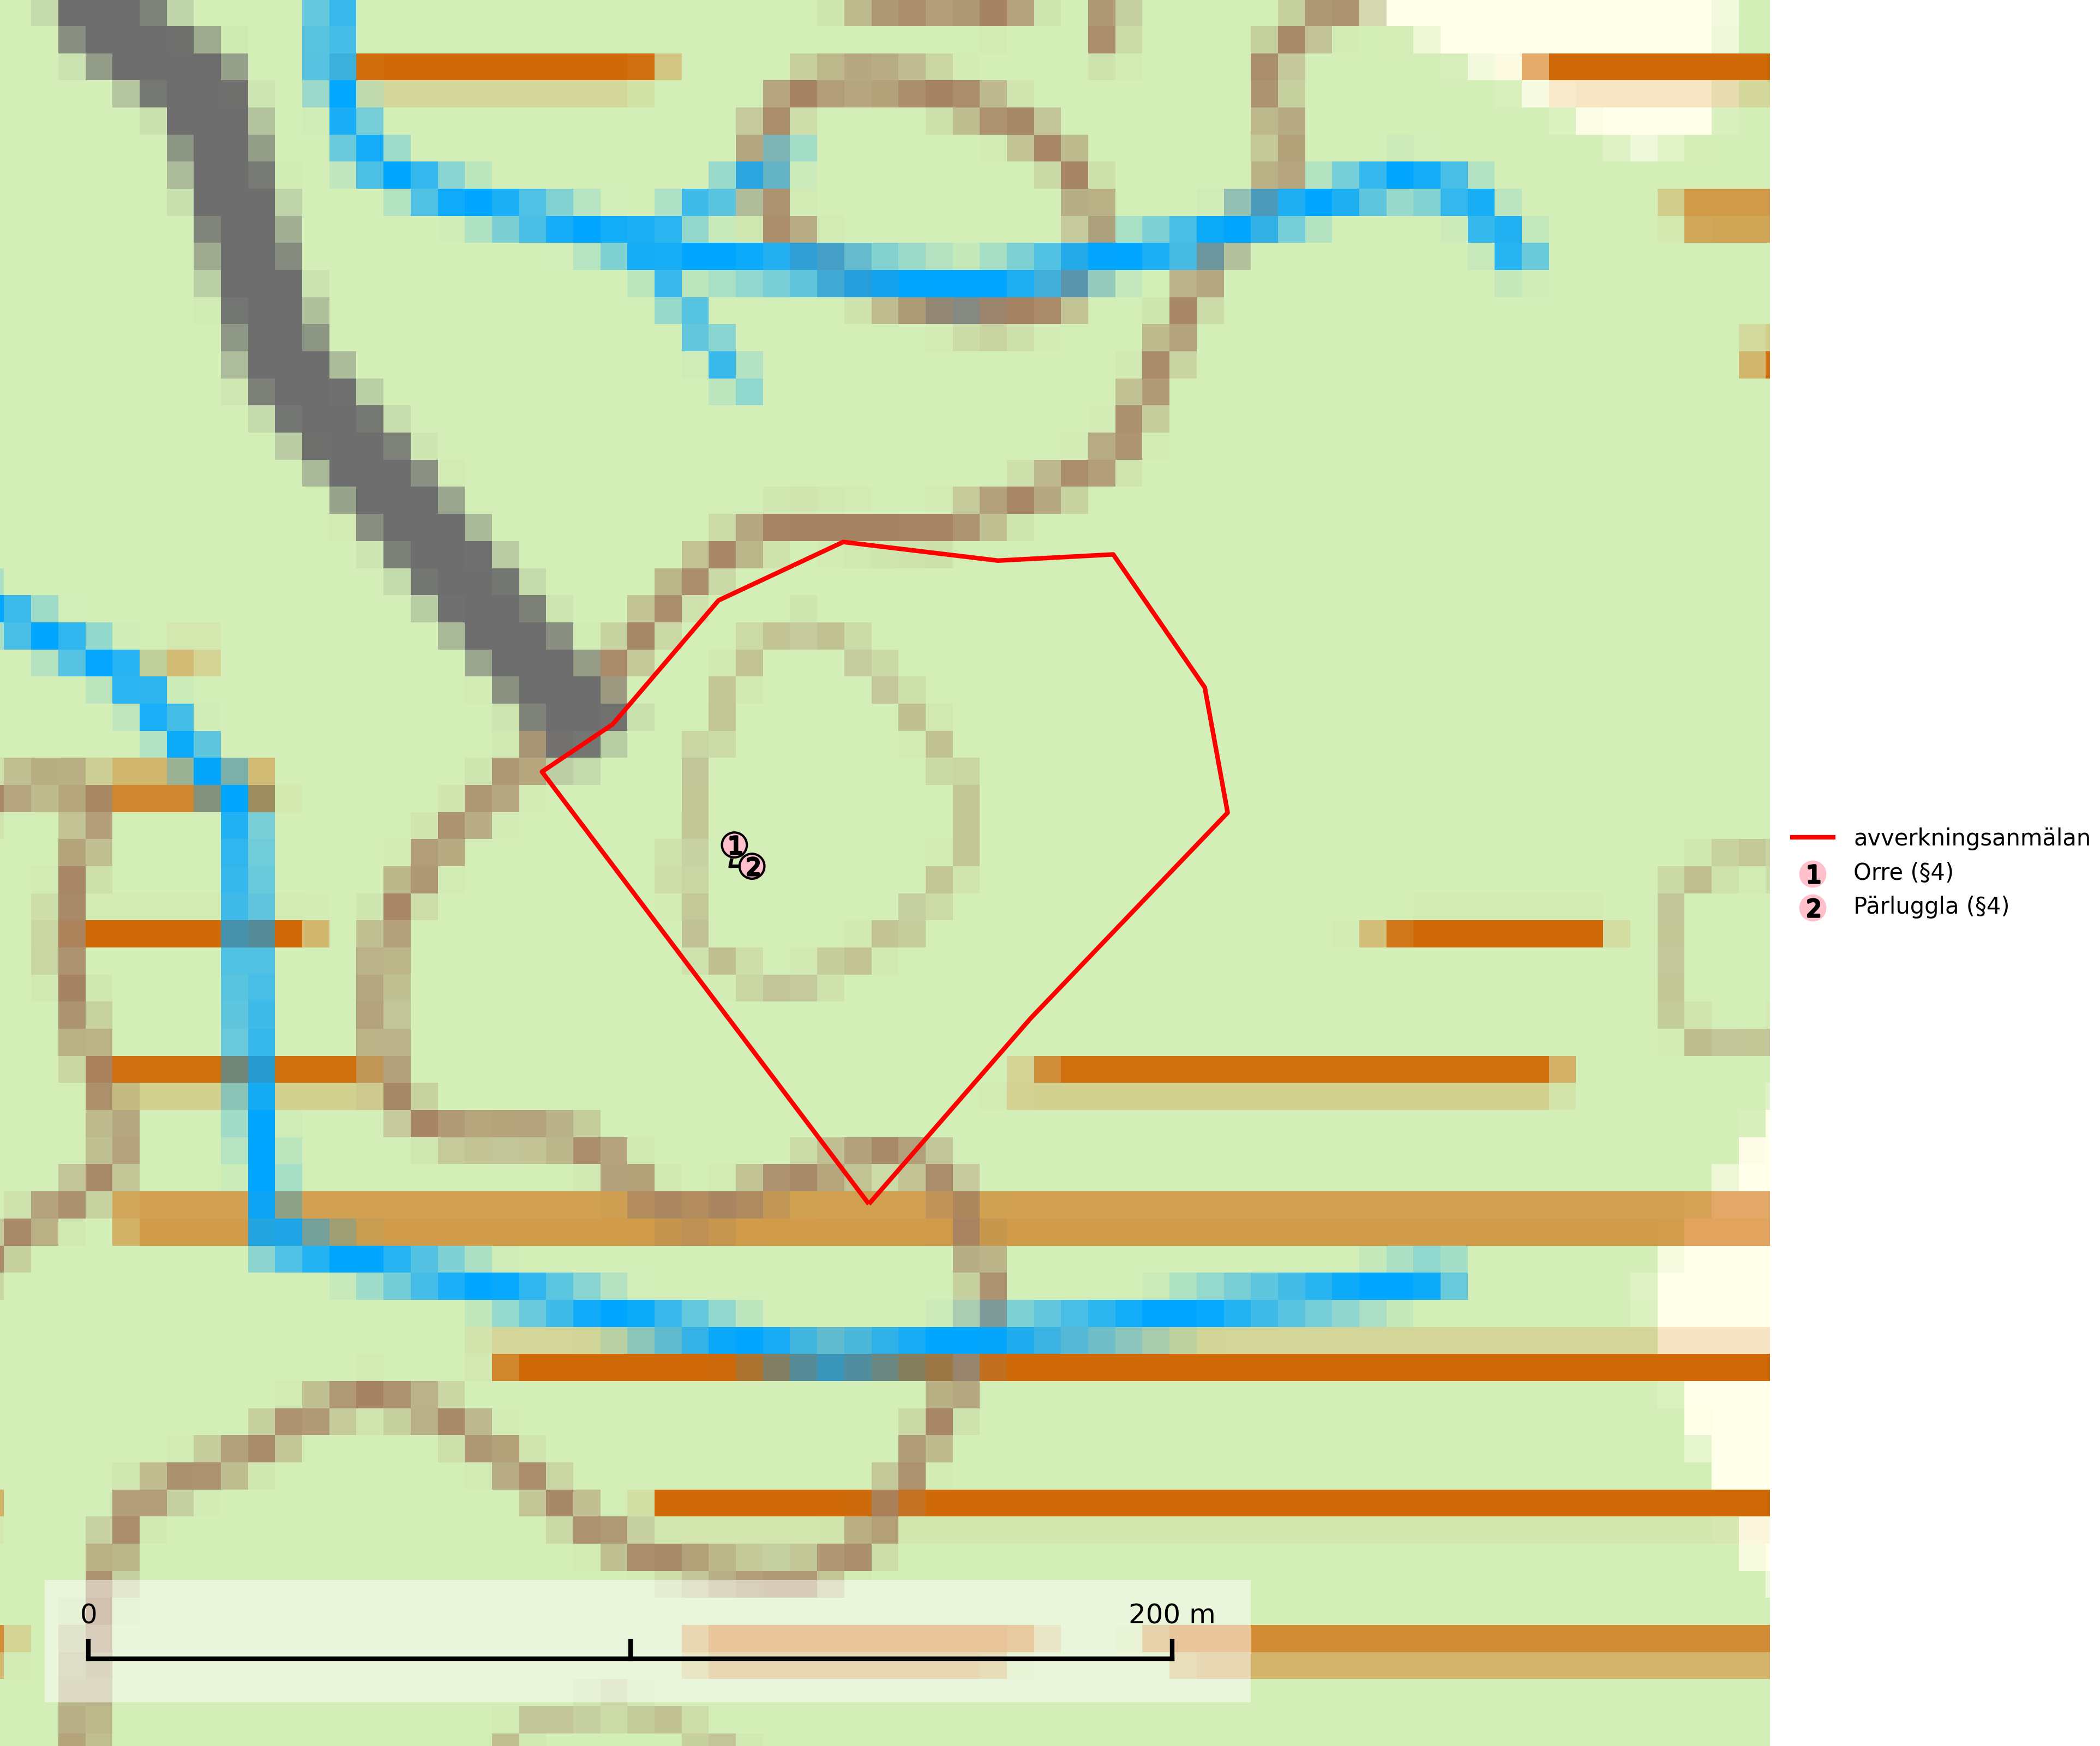 1
2
avverkningsanmälan
1 Orre (§4)
2 Pärluggla (§4)
0 200 m